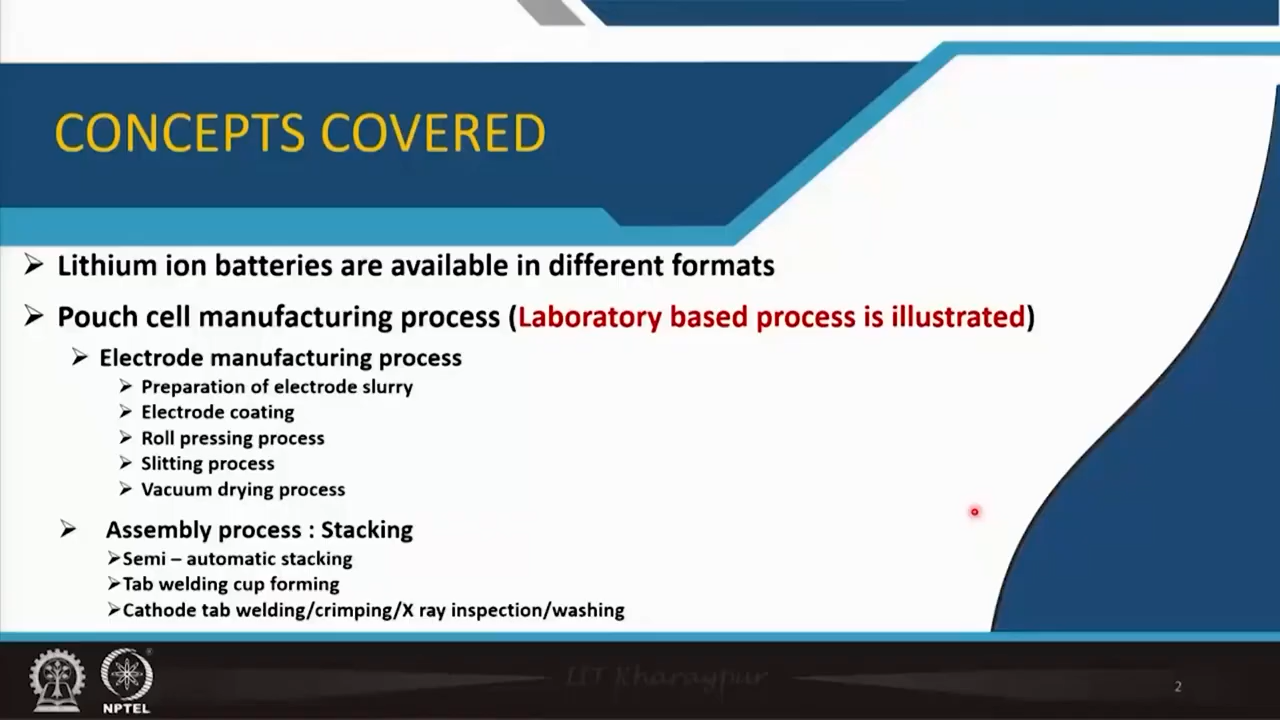 CONCEPTS COVERED
➢ Lithium ion batteries are available in different formats
➢ Pouch cell manufacturing process (Laboratory based process is illustrated)
➢ Electrode manufacturing process
➢ Preparation of electrode slurry
➢ Electrode coating
➢ Roll pressing process
➢ Slitting process
➢ Vacuum drying process
➢ Assembly process : Stacking
➢Semi – automatic stacking
➢Tab welding cup forming
➢Cathode tab welding/crimping/X ray inspection/washing
NPTEL
IIT Kharagpur
2